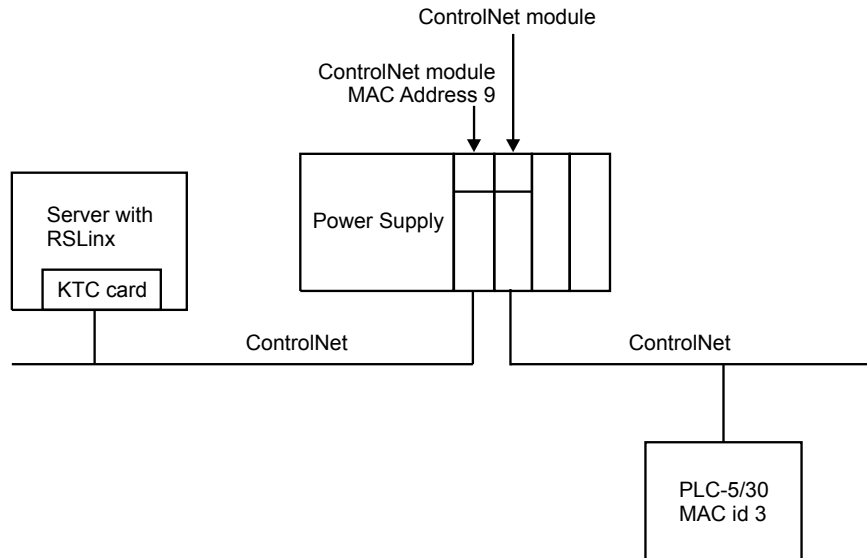 ControlNet module
ControlNet module
MAC Address 9
Server with
RSLinx
KTC card
Power Supply
ControlNet
ControlNet
PLC-5/30
MAC id 3